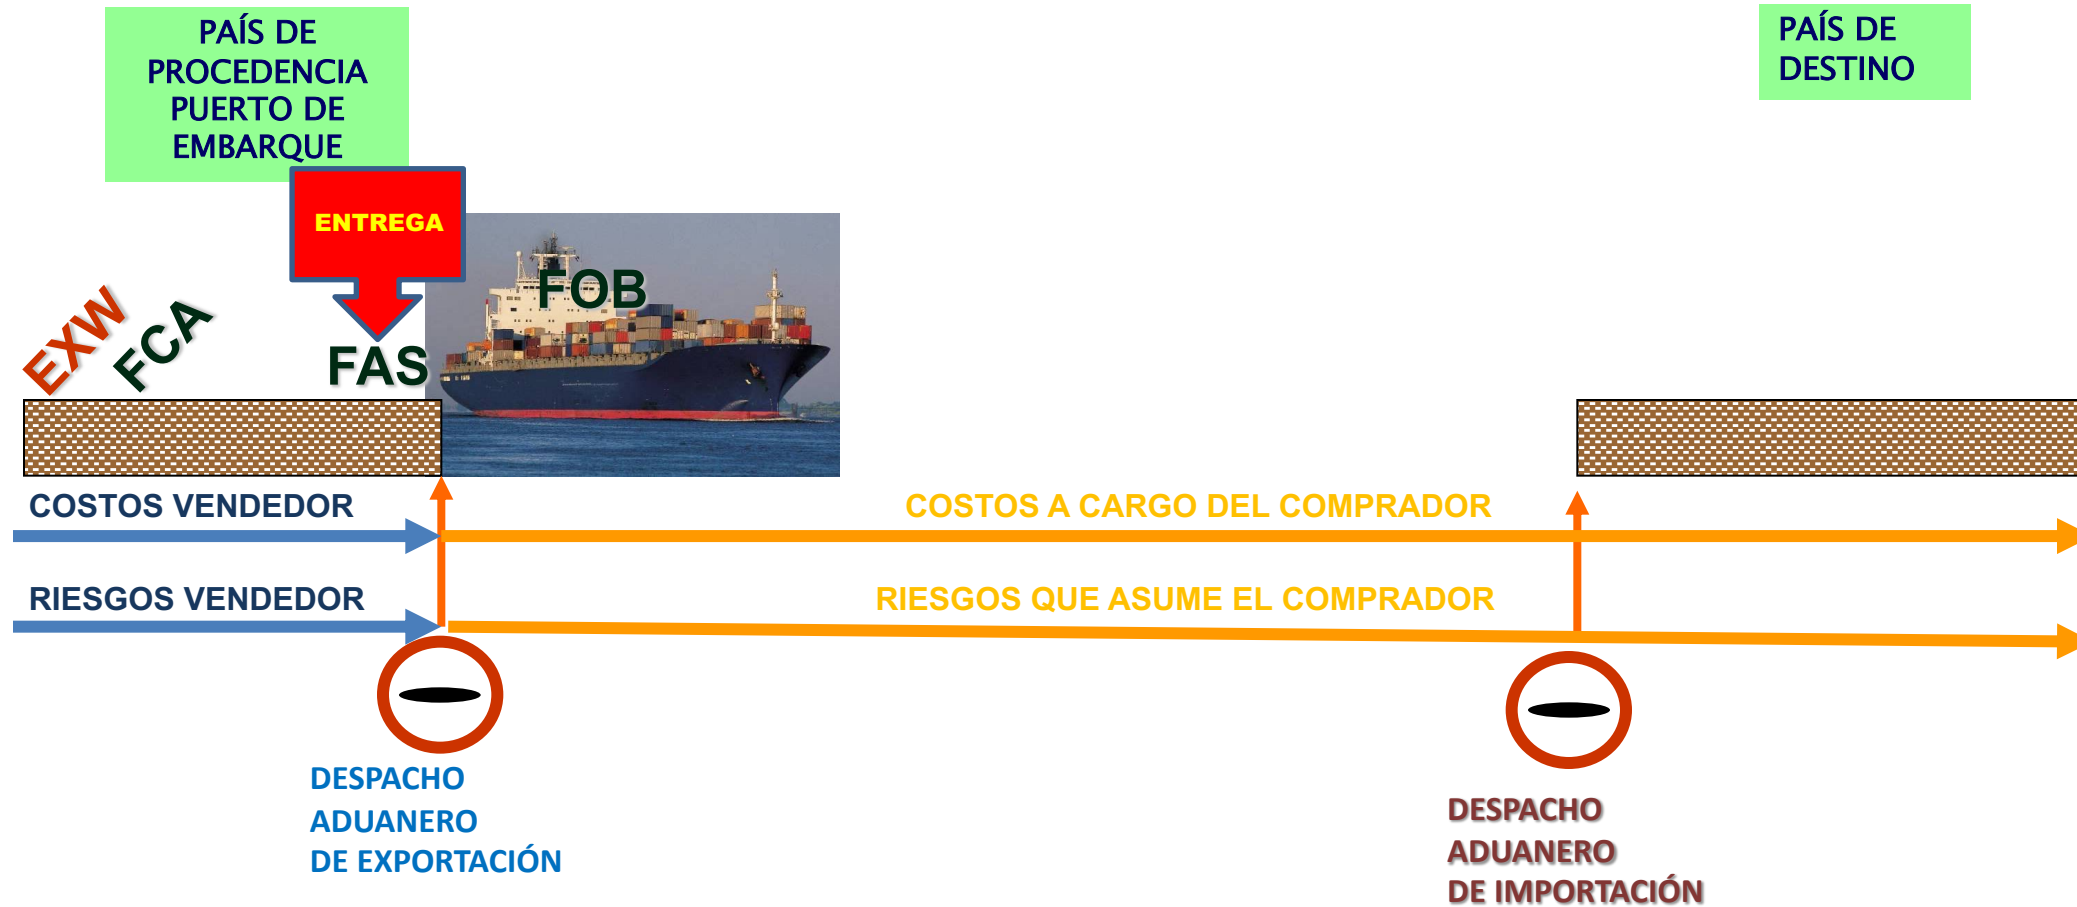 PAÍS DE
PROCEDENCIA
PUERTO DE
EMBARQUE
PAÍS DE
DESTINO
ENTREGA
EXW
FCA
FAS
FOB
COSTOS VENDEDOR
COSTOS A CARGO DEL COMPRADOR
RIESGOS VENDEDOR
RIESGOS QUE ASUME EL COMPRADOR
DESPACHO
ADUANERO
DE EXPORTACIÓN
DESPACHO
ADUANERO
DE IMPORTACIÓN